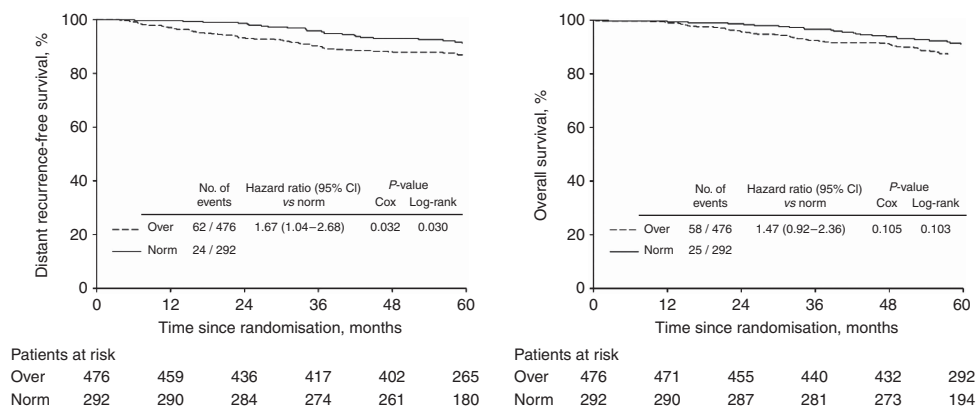 100
80
60
40
20
0
Distant recurrence-free survival, %
No. of events
Hazard ratio (95% CI) vs norm
P-value
Cox
Log-rank
Over 62 / 476 1.67 (1.04–2.68) 0.032 0.030
Norm 24 / 292
0 12 24 36 48 60
Time since randomisation, months
Patients at risk
Over 476 459 436 417 402 265
Norm 292 290 284 274 261 180
100
80
60
40
20
0
Overall survival, %
No. of events
Hazard ratio (95% CI) vs norm
P-value
Cox
Log-rank
Over 58 / 476 1.47 (0.92–2.36) 0.105 0.103
Norm 25 / 292
0 12 24 36 48 60
Time since randomisation, months
Patients at risk
Over 476 471 455 440 432 292
Norm 292 290 287 281 273 194